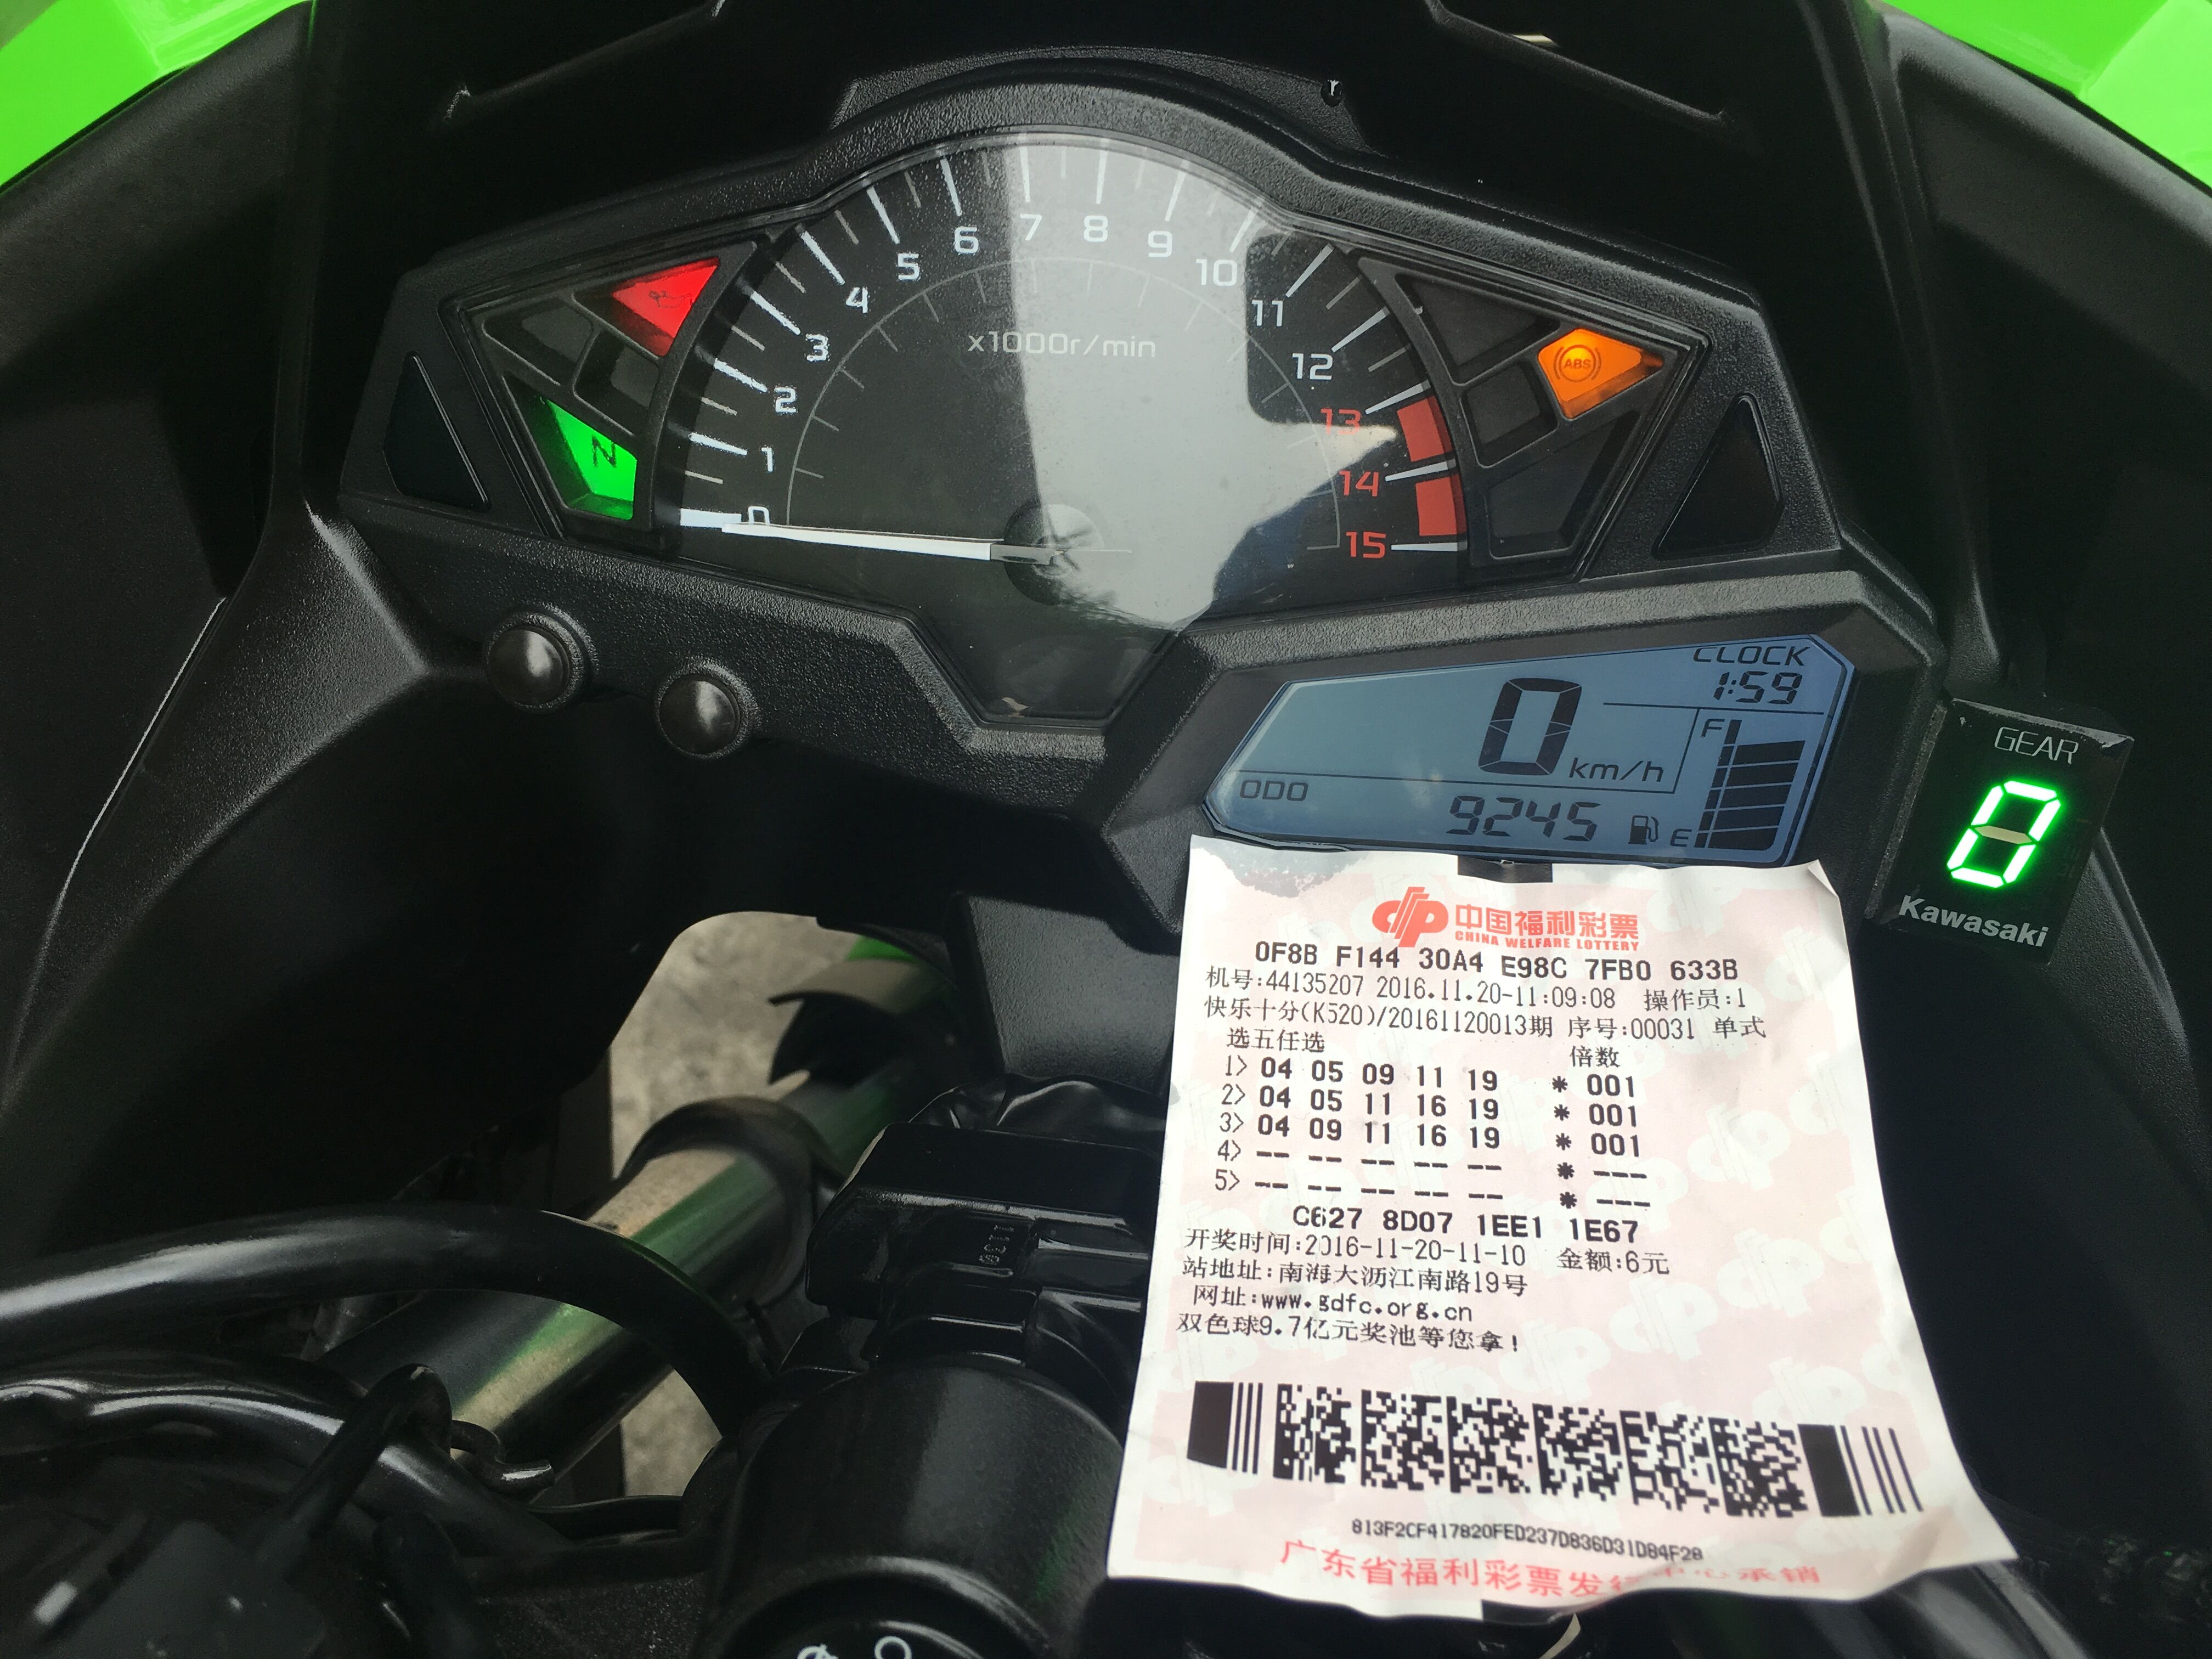 0 1 2 3 4 5 6 7 8 9 10 11 12 13 14 15
x1000r/min
N
ABS
CLOCK
1:59
0 km/h
F
ODO
9245
E
GEAR
0
Kawasaki
中国福利彩票
CHINA WELFARE LOTTERY
0F8B F144 30A4 E98C 7FB0 633B
机号:44135207 2016.11.20-11:09:08 操作员:1
快乐十分(K520)/20161120013期 序号:00031 单式
选五任选 倍数
1> 04 05 09 11 19 * 001
2> 04 05 11 16 19 * 001
3> 04 09 11 16 19 * 001
4> -- -- -- -- -- * ---
5> -- -- -- -- -- * ---
C627 8D07 1EE1 1E67
开奖时间:2016-11-20-11-10 金额:6元
站地址:南海大沥江南路19号
网址:www.gdfc.org.cn
双色球9.7亿元奖池等您拿!
813F2CF417820FED237D836D31D84F28
广东省福利彩票发行中心承销